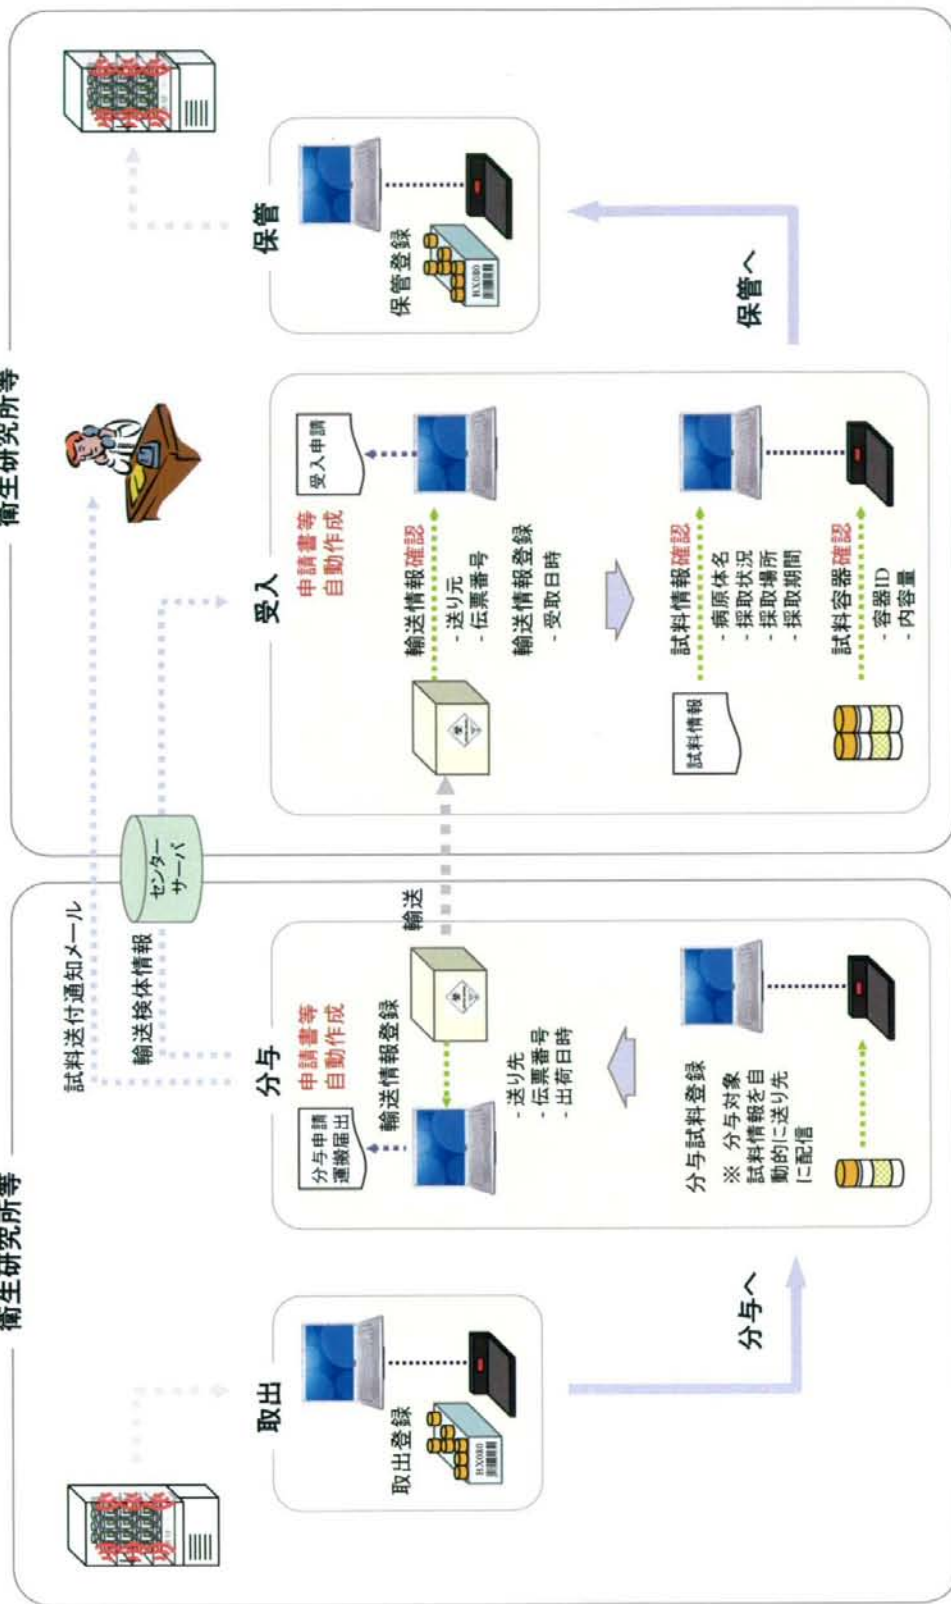 衛生研究所等
取出
取出登録
HX080
分与へ
分与
申請書等
自動作成
分与申請
運搬届出
輸送情報登録
- 送り先
- 伝票番号
- 出荷日時
分与試料登録
※ 分与対象
試料情報を自
動的に送り先
に配信
試料送付通知メール
輸送検体情報
センター
サーバ
輸送
衛生研究所等
受入
申請書等
自動作成
受入申請
輸送情報確認
- 送り元
- 伝票番号
輸送情報登録
- 受取日時
試料情報
試料情報確認
- 病原体名
- 採取状況
- 採取場所
- 採取期間
試料容器確認
- 容器ID
- 内容量
保管へ
保管
保管登録
HX080